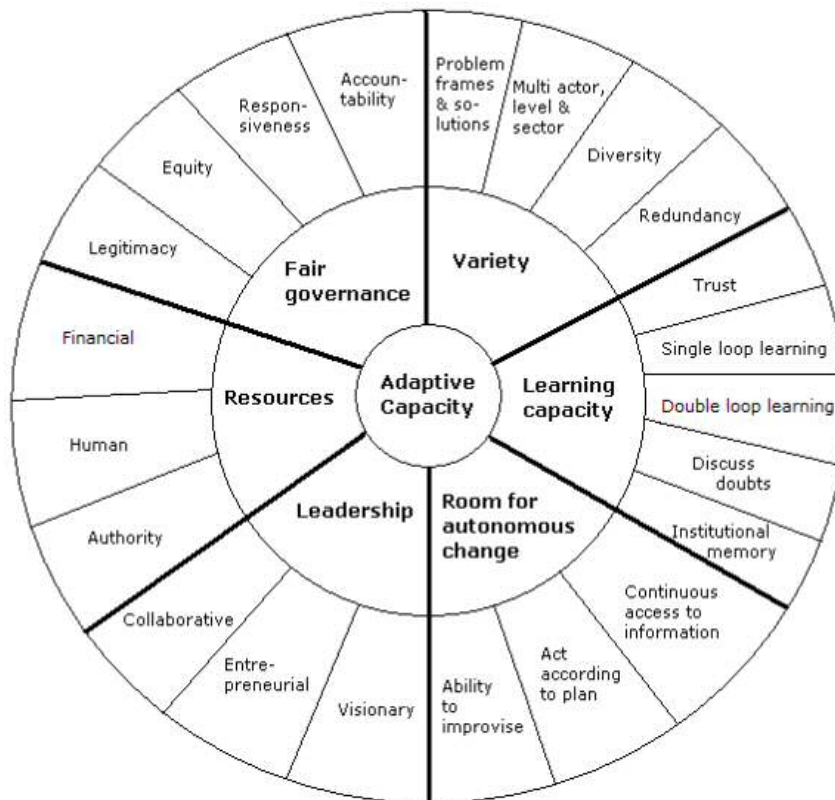 Adaptive
Capacity
Variety
Problem
frames
& so-
lutions
Multi actor,
level &
sector
Diversity
Redundancy
Learning
capacity
Trust
Single loop learning
Double loop learning
Discuss
doubts
Institutional
memory
Room for
autonomous
change
Continuous
access to
information
Act
according
to plan
Ability
to
improvise
Leadership
Visionary
Entre-
preneurial
Collaborative
Resources
Authority
Human
Financial
Fair
governance
Legitimacy
Equity
Respon-
siveness
Accoun-
tability